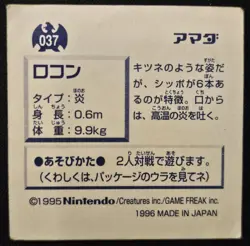 037
アマダ
ロコン
タイプ：炎
身長：0.6m
体重：9.9kg
キツネのような姿だ
が、シッポが6本あ
るのが特徴。口から
は、高温の炎を吐く。
●あそびかた● 2人対戦で遊びます。
（くわしくは、パッケージのウラを見てネ）
©1995 Nintendo/Creatures inc./GAME FREAK inc.
1996 MADE IN JAPAN